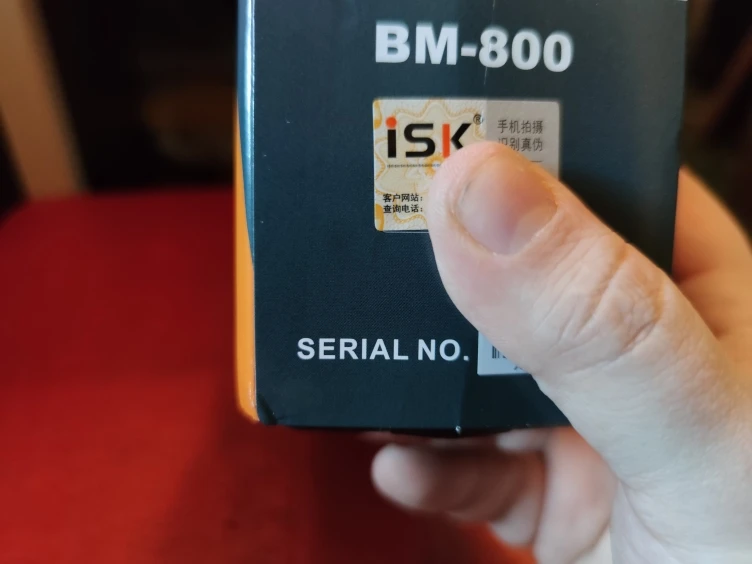 BM-800
iSK®
手机拍摄
识别真伪
客户网站:
查询电话:
SERIAL NO.